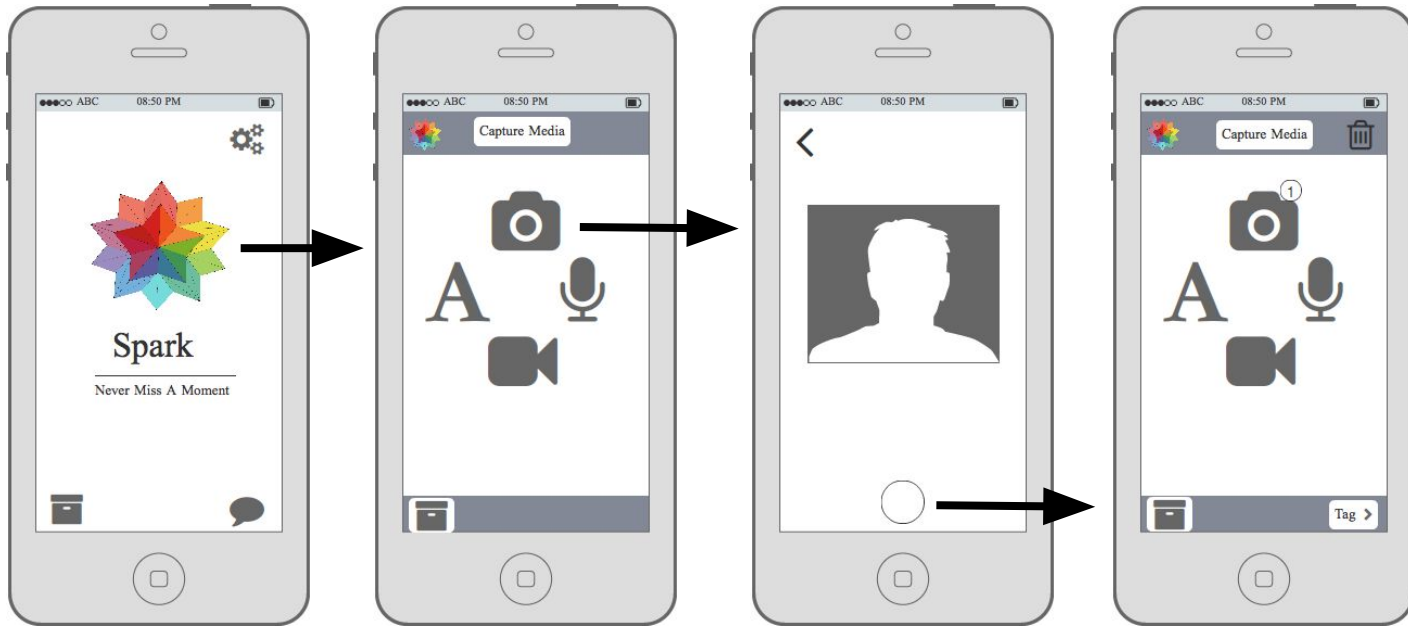 ABC 08:50 PM
Spark
Never Miss A Moment
ABC 08:50 PM
Capture Media
A
ABC 08:50 PM
ABC 08:50 PM
Capture Media
1
A
Tag